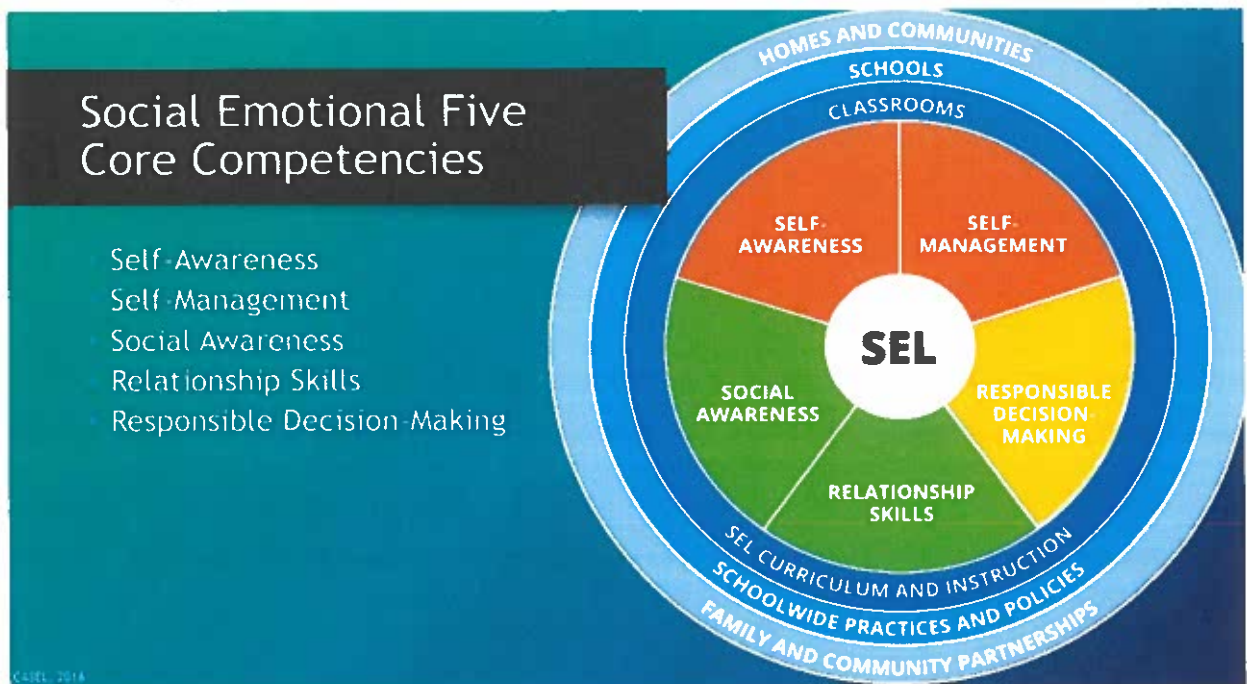 Social Emotional Five
Core Competencies
Self-Awareness
Self-Management
Social Awareness
Relationship Skills
Responsible Decision-Making
HOMES AND COMMUNITIES
SCHOOLS
CLASSROOMS
SELF-
AWARENESS
SELF-
MANAGEMENT
SEL
SOCIAL
AWARENESS
RESPONSIBLE
DECISION-
MAKING
RELATIONSHIP
SKILLS
SEL CURRICULUM AND INSTRUCTION
SCHOOLWIDE PRACTICES AND POLICIES
FAMILY AND COMMUNITY PARTNERSHIPS
CASEL, 2016